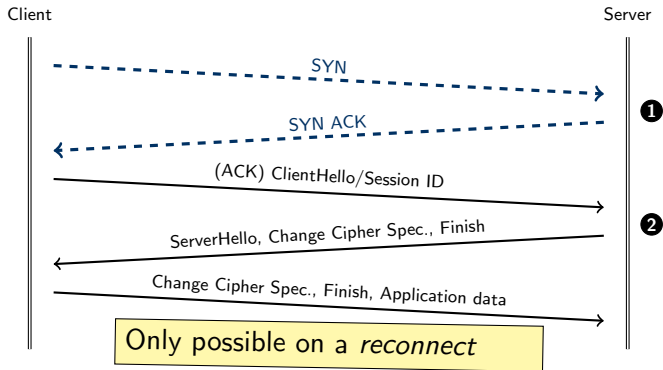 Client
Server
SYN
1
SYN ACK
(ACK) ClientHello/Session ID
2
ServerHello, Change Cipher Spec., Finish
Change Cipher Spec., Finish, Application data
Only possible on a reconnect